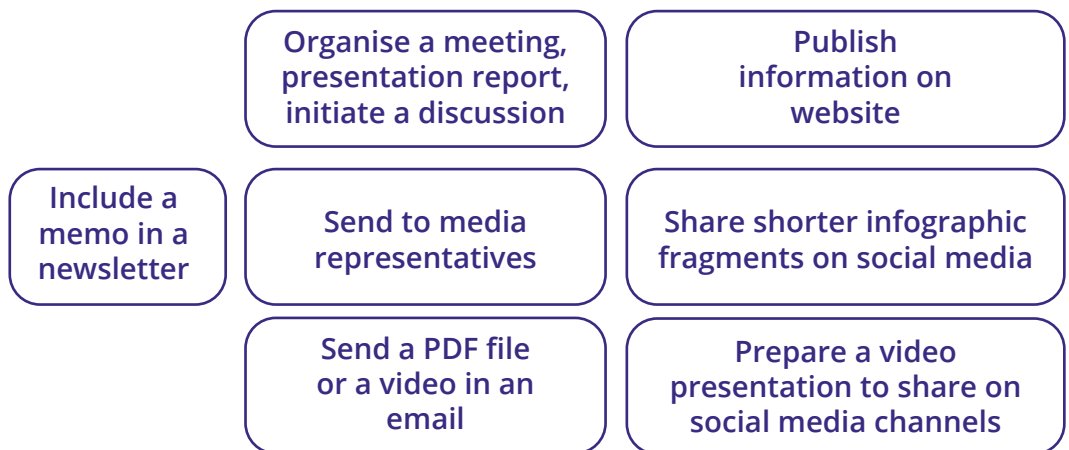 Organise a meeting,
presentation report,
initiate a discussion
Publish
information on
website
Include a
memo in a
newsletter
Send to media
representatives
Share shorter infographic
fragments on social media
Send a PDF file
or a video in an
email
Prepare a video
presentation to share on
social media channels